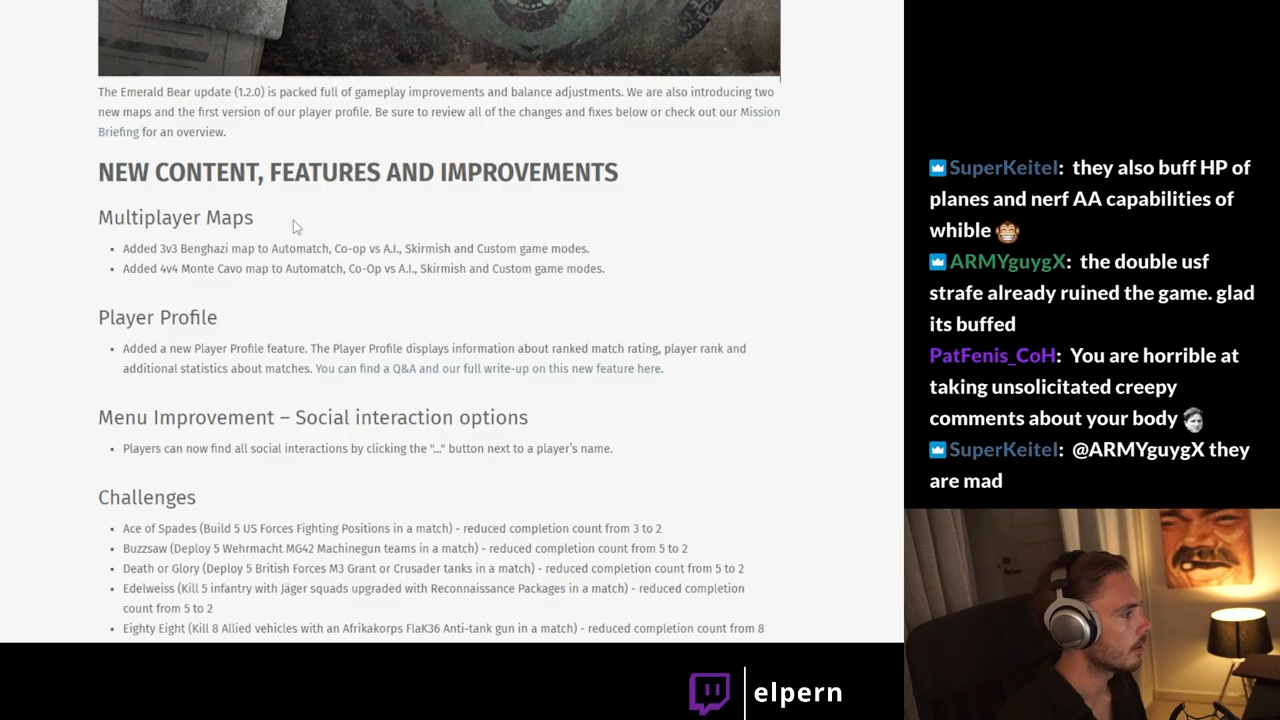 The Emerald Bear update (1.2.0) is packed full of gameplay improvements and balance adjustments. We are also introducing two
new maps and the first version of our player profile. Be sure to review all of the changes and fixes below or check out our Mission
Briefing for an overview.
NEW CONTENT, FEATURES AND IMPROVEMENTS
Multiplayer Maps
• Added 3v3 Benghazi map to Automatch, Co-op vs A.I., Skirmish and Custom game modes.
• Added 4v4 Monte Cavo map to Automatch, Co-Op vs A.I., Skirmish and Custom game modes.
Player Profile
• Added a new Player Profile feature. The Player Profile displays information about ranked match rating, player rank and
additional statistics about matches. You can find a Q&A and our full write-up on this new feature here.
Menu Improvement – Social interaction options
• Players can now find all social interactions by clicking the "..." button next to a player's name.
Challenges
• Ace of Spades (Build 5 US Forces Fighting Positions in a match) - reduced completion count from 3 to 2
• Buzzsaw (Deploy 5 Wehrmacht MG42 Machinegun teams in a match) - reduced completion count from 5 to 2
• Death or Glory (Deploy 5 British Forces M3 Grant or Crusader tanks in a match) - reduced completion count from 5 to 2
• Edelweiss (Kill 5 infantry with Jäger squads upgraded with Reconnaissance Packages in a match) - reduced completion
count from 5 to 2
• Eighty Eight (Kill 8 Allied vehicles with an Afrikakorps FlaK36 Anti-tank gun in a match) - reduced completion count from 8
SuperKeitel: they also buff HP of
planes and nerf AA capabilities of
whible
ARMYguygX: the double usf
strafe already ruined the game. glad
its buffed
PatFenis_CoH: You are horrible at
taking unsolicitated creepy
comments about your body
SuperKeitel: @ARMYguygX they
are mad
elpern